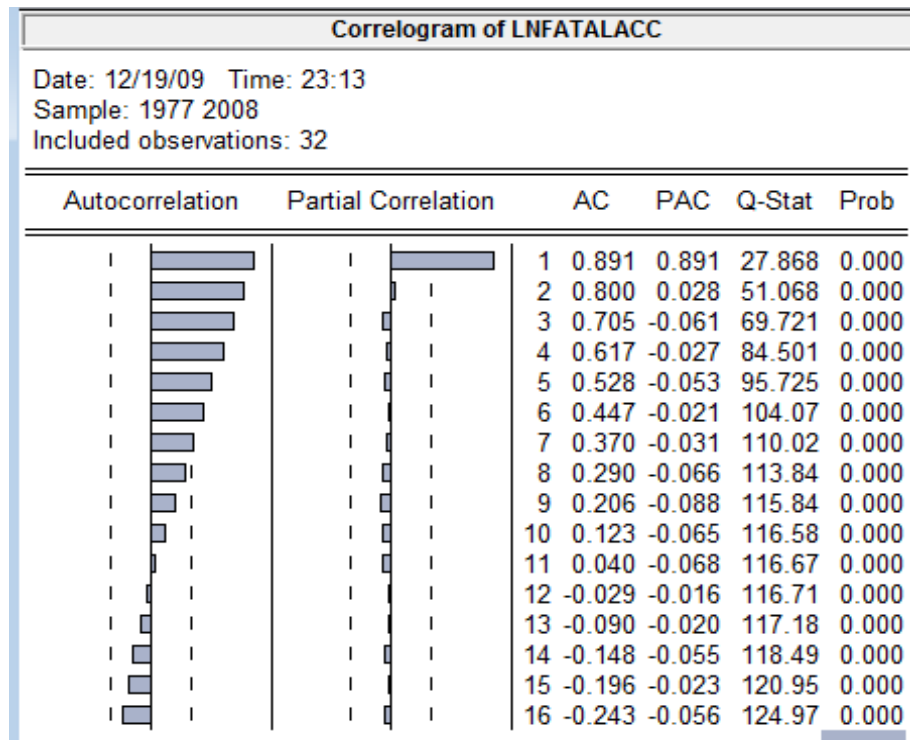 Correlogram of LNFATALACC
Date: 12/19/09 Time: 23:13
Sample: 1977 2008
Included observations: 32
Autocorrelation Partial Correlation AC PAC Q-Stat Prob
1 0.891 0.891 27.868 0.000
2 0.800 0.028 51.068 0.000
3 0.705 -0.061 69.721 0.000
4 0.617 -0.027 84.501 0.000
5 0.528 -0.053 95.725 0.000
6 0.447 -0.021 104.07 0.000
7 0.370 -0.031 110.02 0.000
8 0.290 -0.066 113.84 0.000
9 0.206 -0.088 115.84 0.000
10 0.123 -0.065 116.58 0.000
11 0.040 -0.068 116.67 0.000
12 -0.029 -0.016 116.71 0.000
13 -0.090 -0.020 117.18 0.000
14 -0.148 -0.055 118.49 0.000
15 -0.196 -0.023 120.95 0.000
16 -0.243 -0.056 124.97 0.000